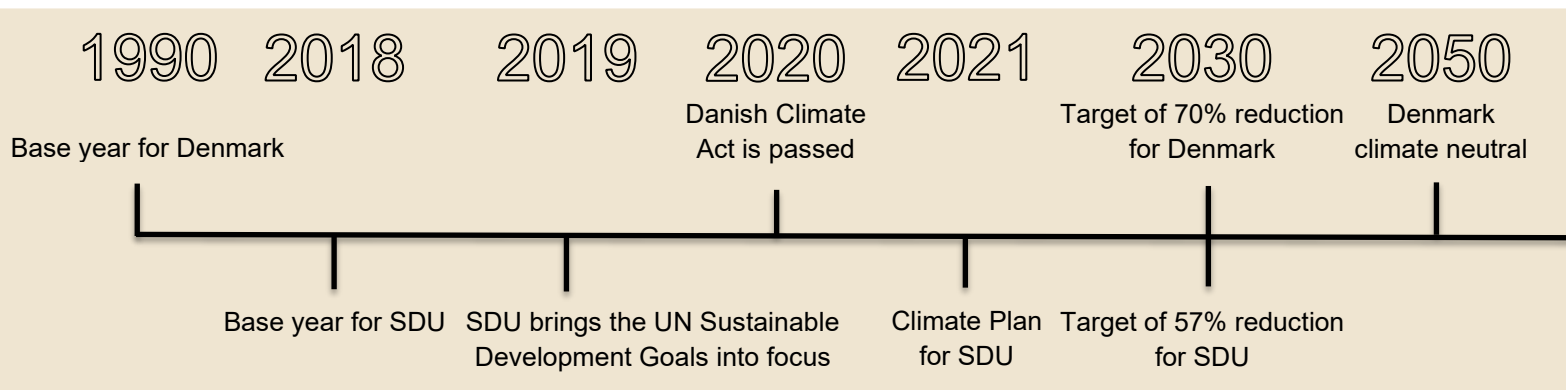 1990 2018 2019 2020 2021 2030 2050
Base year for Denmark
Danish Climate
Act is passed
Target of 70% reduction
for Denmark
Denmark
climate neutral
Base year for SDU
SDU brings the UN Sustainable
Development Goals into focus
Climate Plan
for SDU
Target of 57% reduction
for SDU